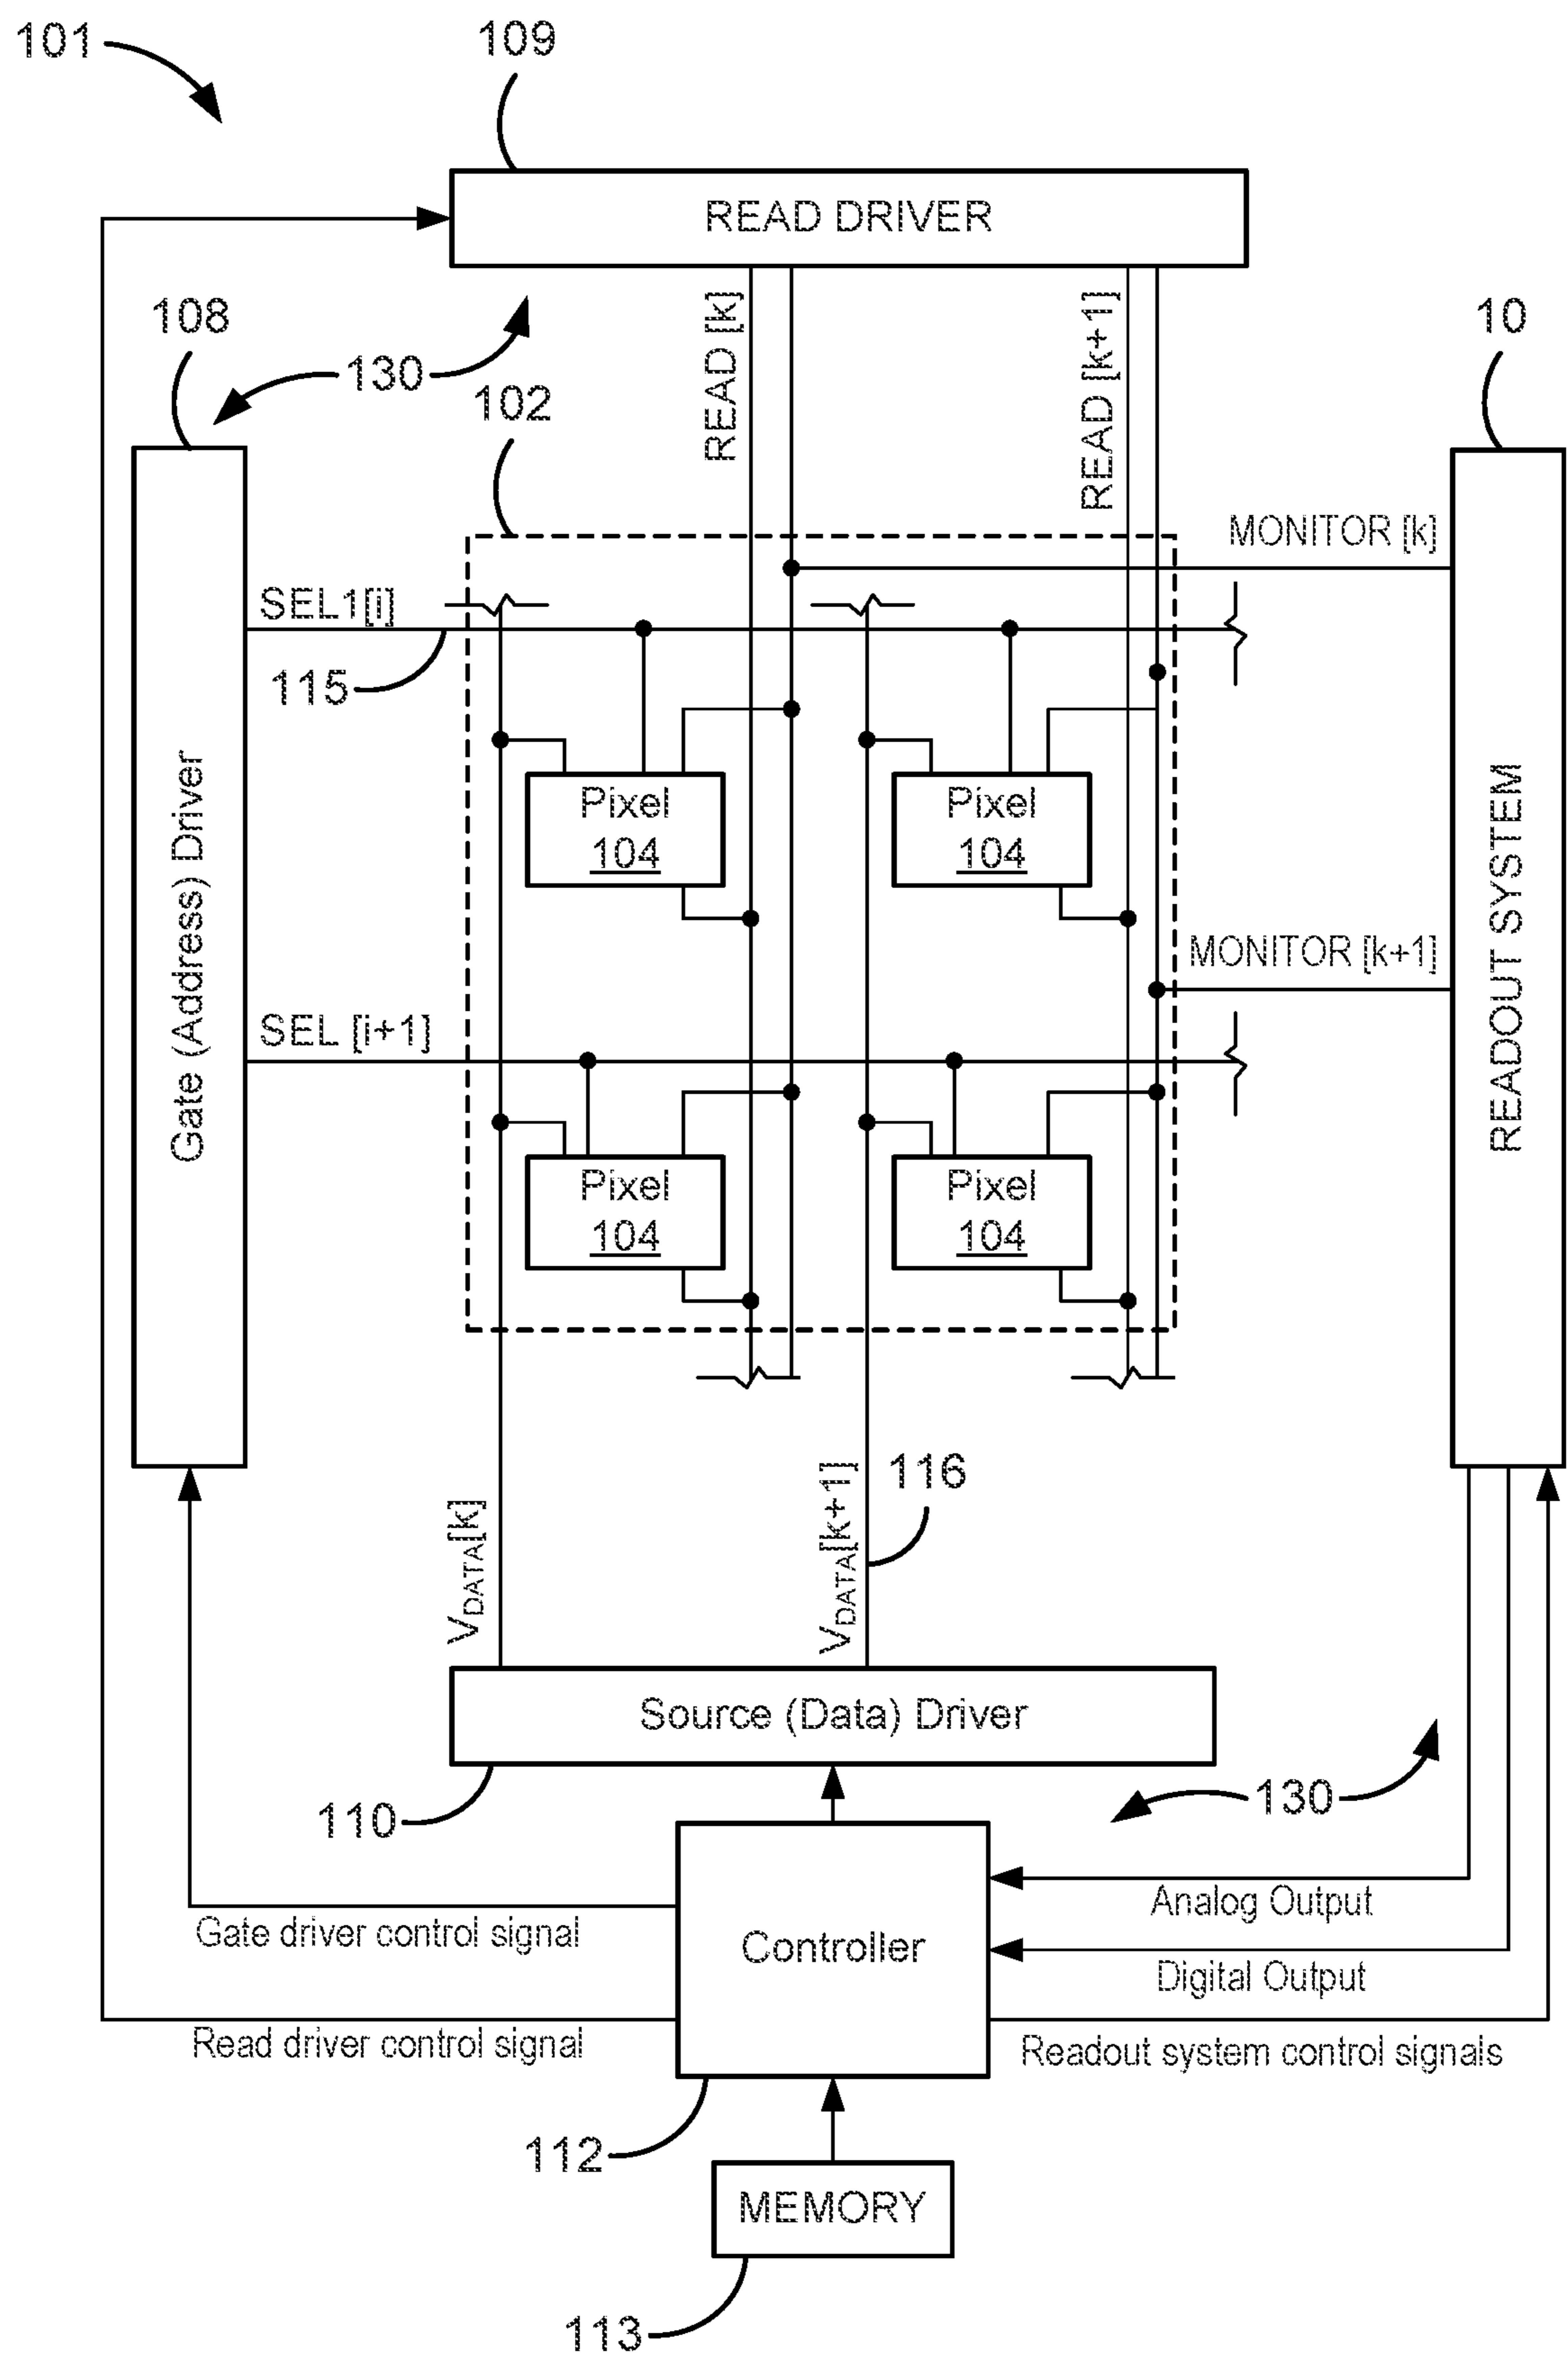 101
109
READ DRIVER
108
130
102
READ [k]
READ [k+1]
10
MONITOR [k]
SEL1[i]
115
Pixel
104
Pixel
104
Gate (Address) Driver
READOUT SYSTEM
MONITOR [k+1]
SEL [i+1]
Pixel
104
Pixel
104
VDATA[k]
VDATA[k+1]
116
Source (Data) Driver
110
130
Analog Output
Gate driver control signal
Controller
Digital Output
Read driver control signal
Readout system control signals
112
MEMORY
113